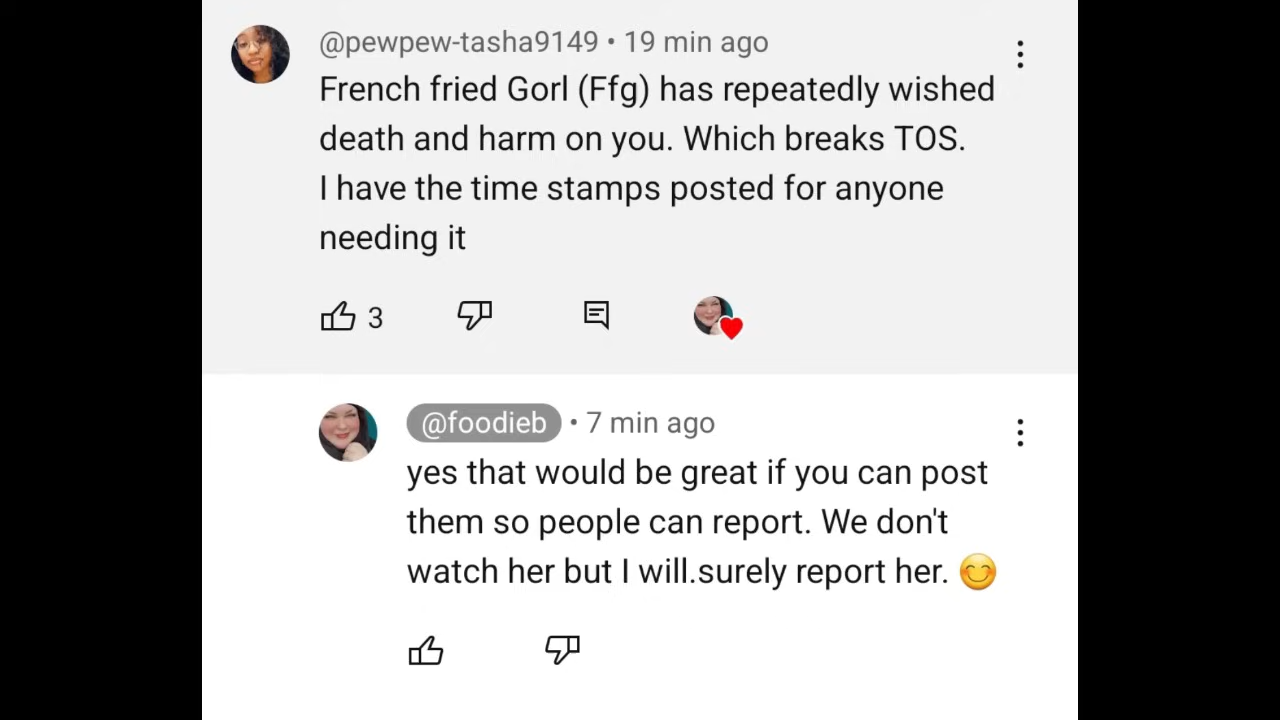 @pewpew-tasha9149 • 19 min ago
French fried Gorl (Ffg) has repeatedly wished
death and harm on you. Which breaks TOS.
I have the time stamps posted for anyone
needing it
3
@foodieb • 7 min ago
yes that would be great if you can post
them so people can report. We don't
watch her but I will.surely report her. 😊